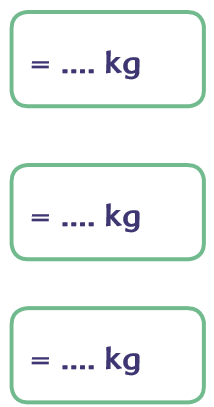 = .... kg
= .... kg
= .... kg